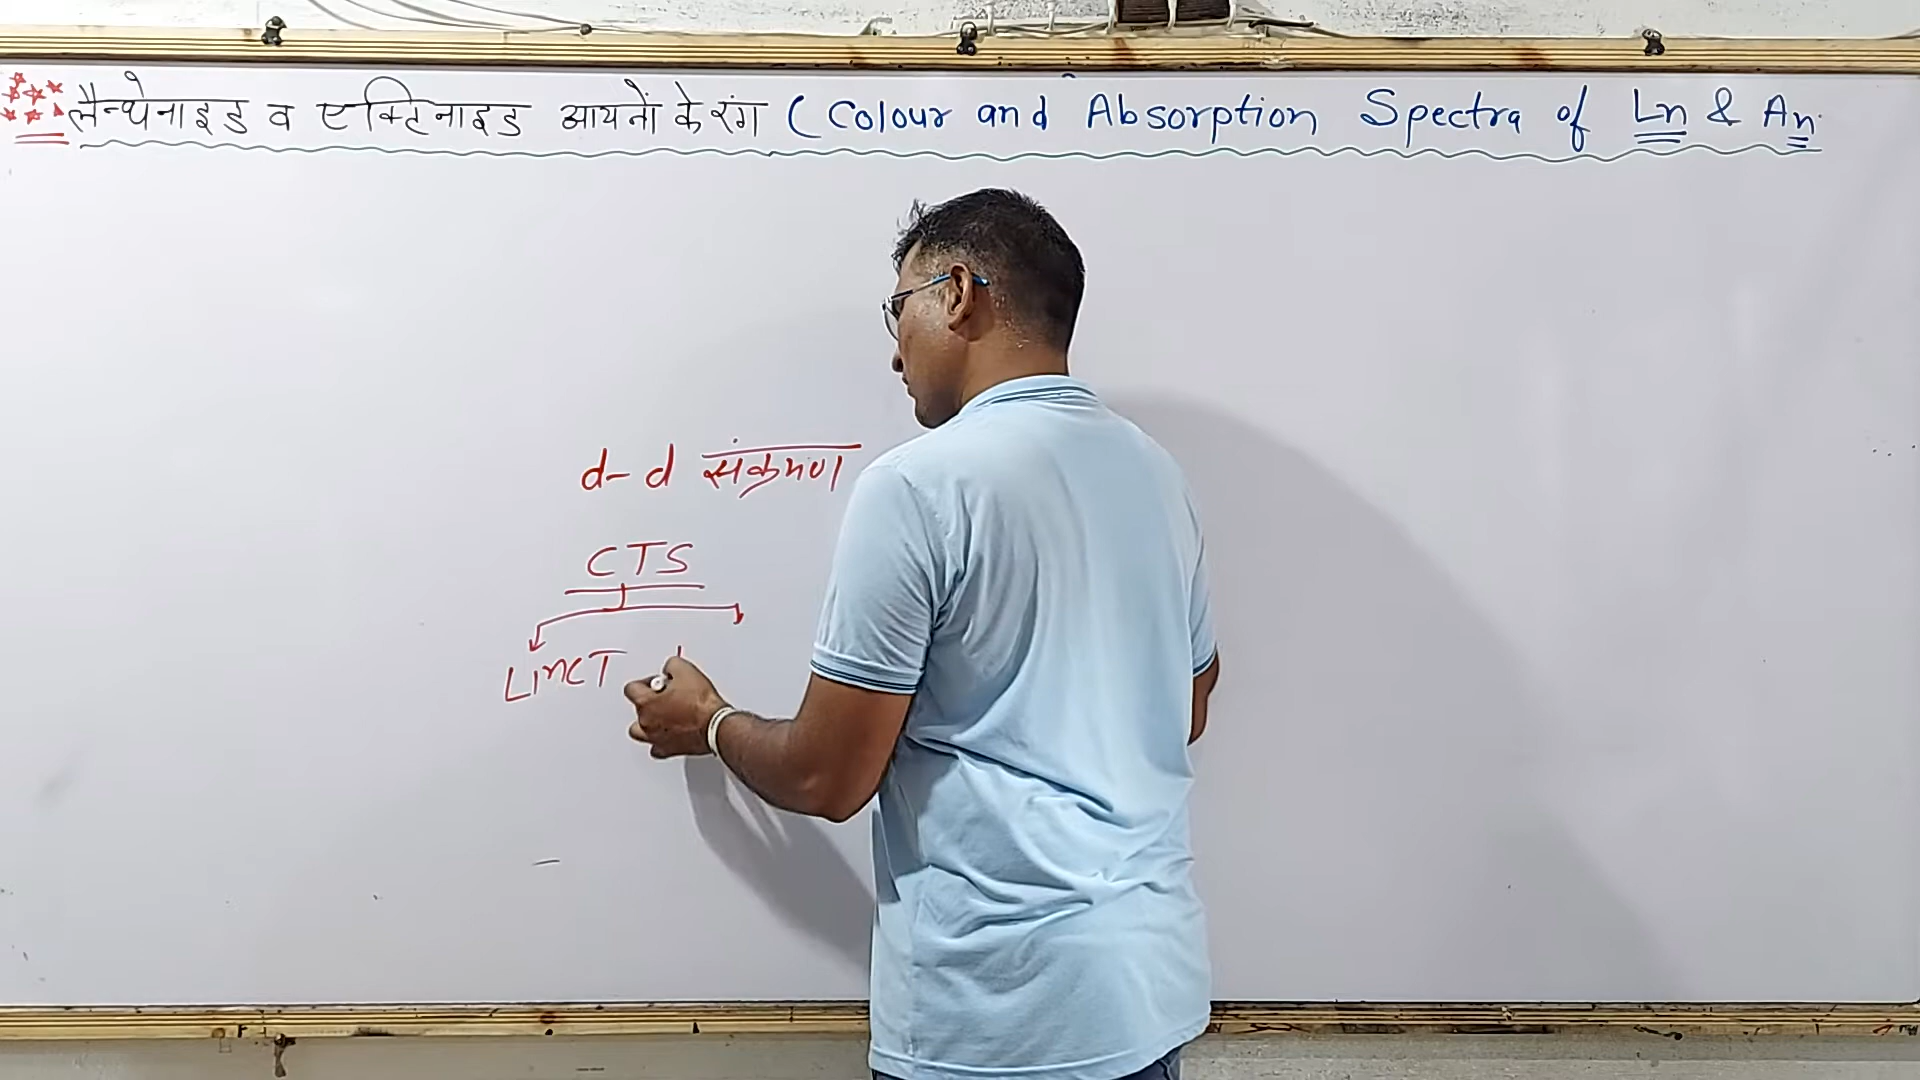 लैन्थेनाइड व एक्टिनाइड आयनों के रंग ( Colour and Absorption Spectra of Ln & An.
d-d संक्रमण
CTS
LmCT